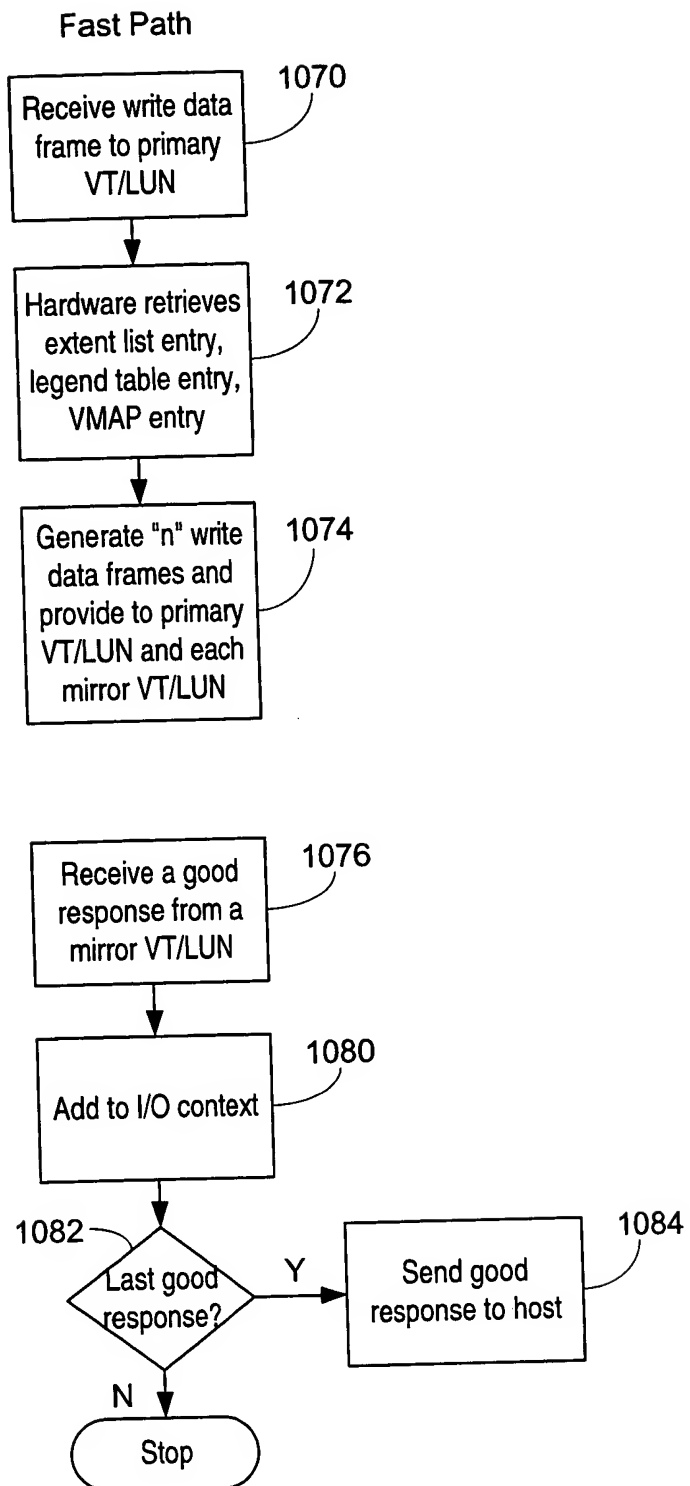 Fast Path
1070
Receive write data
frame to primary
VT/LUN
1072
Hardware retrieves
extent list entry,
legend table entry,
VMAP entry
1074
Generate "n" write
data frames and
provide to primary
VT/LUN and each
mirror VT/LUN
1076
Receive a good
response from a
mirror VT/LUN
1080
Add to I/O context
1082
Last good
response?
Y
1084
Send good
response to host
N
Stop